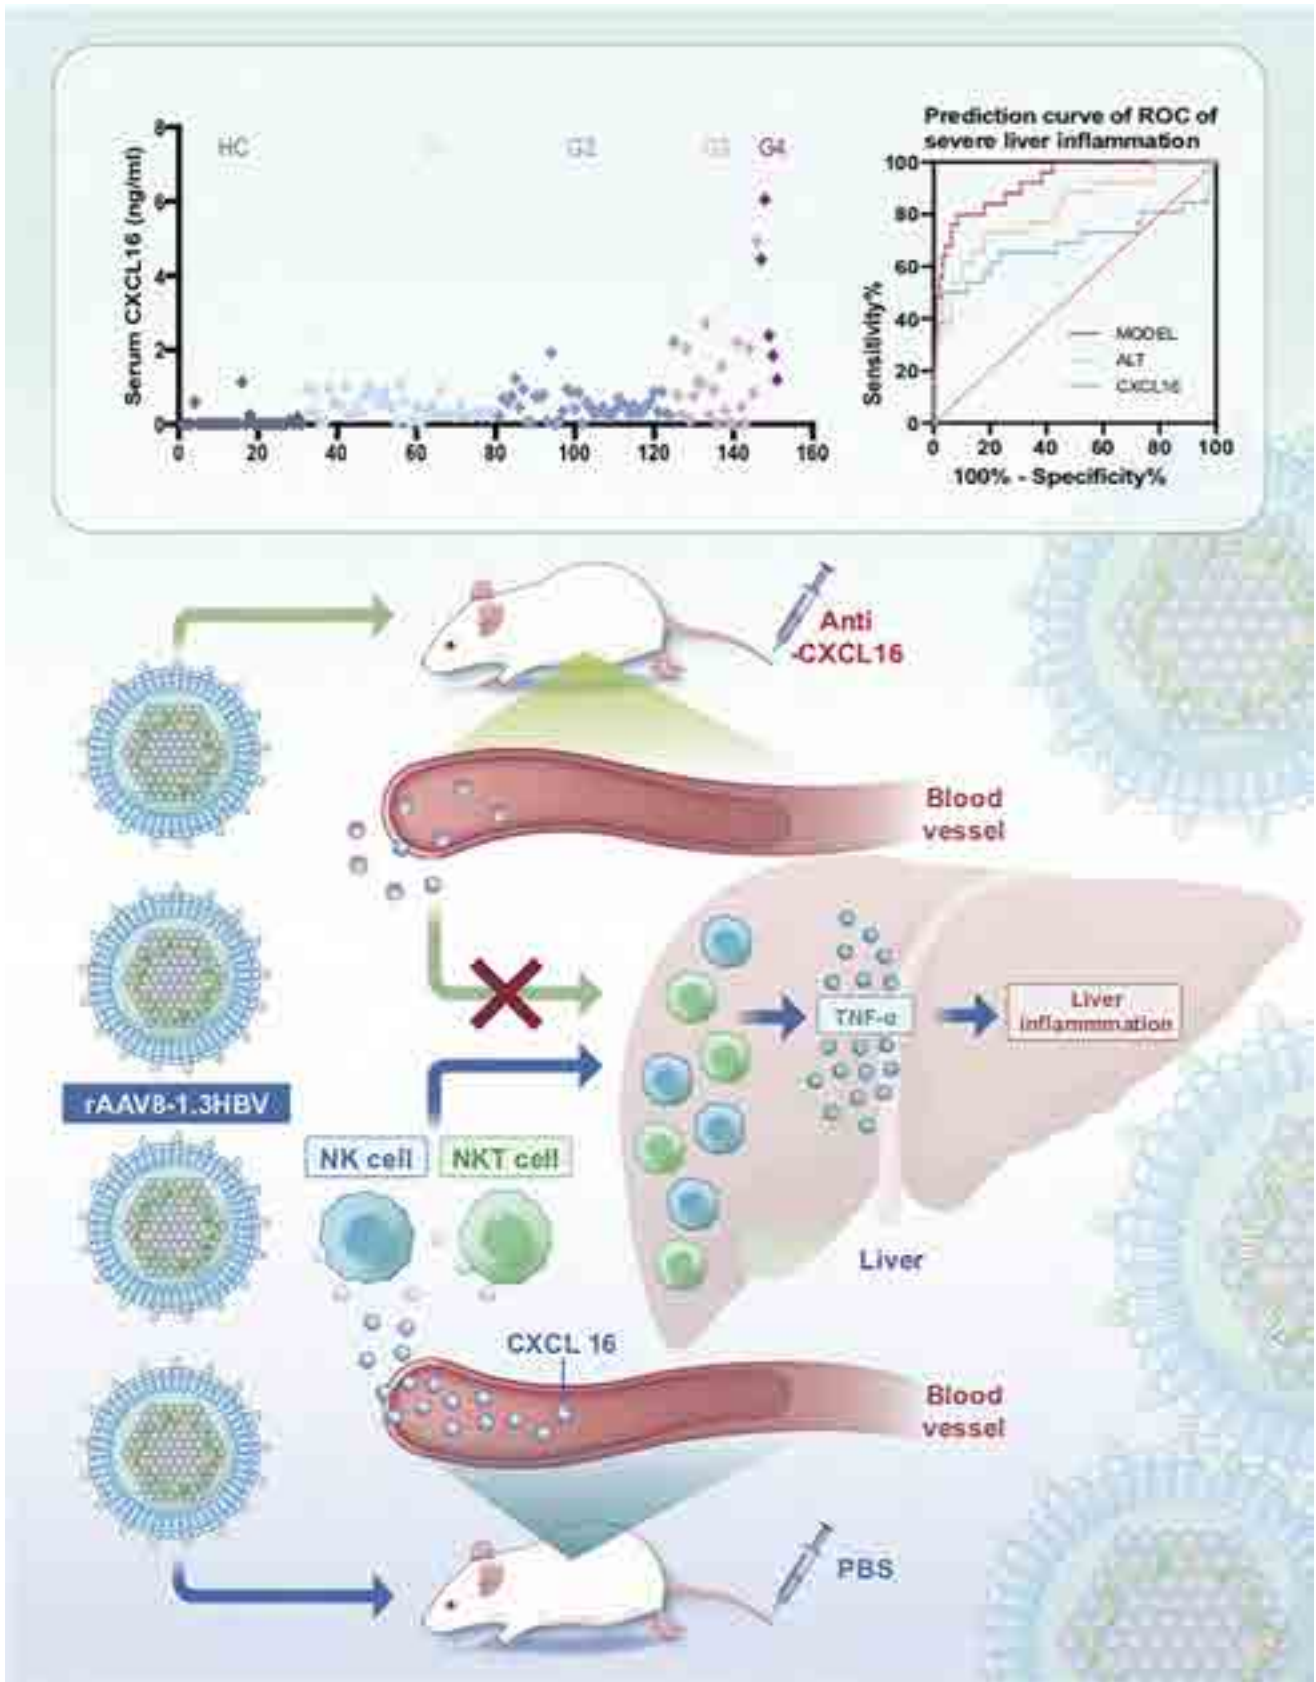 8
6
4
2
0
Serum CXCL16 (ng/ml)
HC
G2
G3
G4
0 20 40 60 80 100 120 140 160
Prediction curve of ROC of
severe liver inflammation
100
80
60
40
20
0
Sensitivity%
MODEL
ALT
CXCL16
0 20 40 60 80 100
100% - Specificity%
Anti
-CXCL16
Blood
vessel
TNF-α
Liver
inflammmation
rAAV8-1.3HBV
NK cell
NKT cell
Liver
CXCL 16
Blood
vessel
PBS